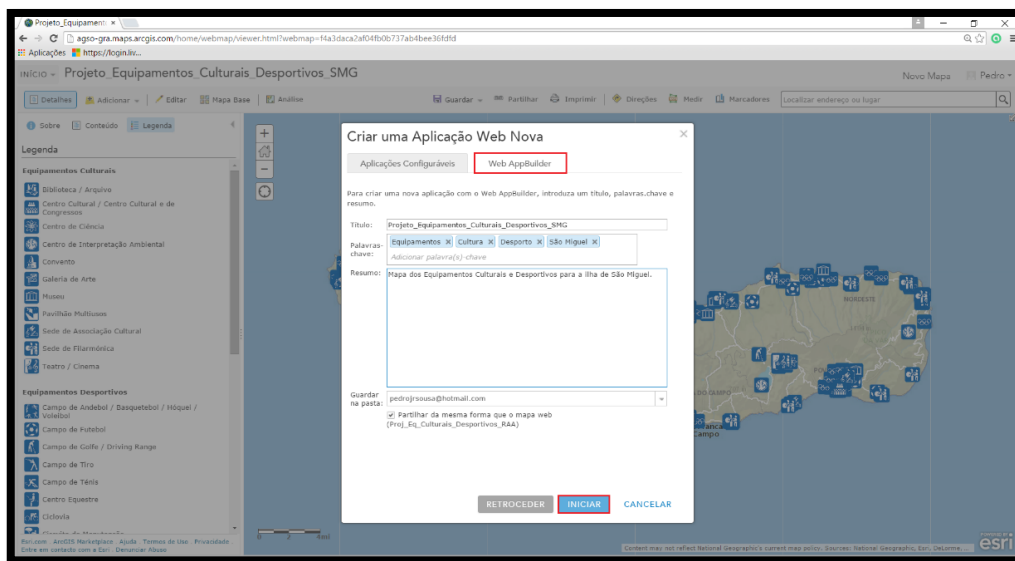 Projeto_Equipament: ×
agso-gra.maps.arcgis.com/home/webmap/viewer.html?webmap=f4a3daca2af04fb0b737ab4bee36fdfd
Aplicações https://login.liv...
INÍCIO Projeto_Equipamentos_Culturais_Desportivos_SMG
Novo Mapa Pedro
Detalhes Adicionar Editar Mapa Base Análise
Guardar Partilhar Imprimir Direções Medir Marcadores Localizar endereço ou lugar
Sobre Conteúdo Legenda
Legenda
Equipamentos Culturais
Biblioteca / Arquivo
Centro Cultural / Centro Cultural e de
Congressos
Centro de Ciência
Centro de Interpretação Ambiental
Convento
Galeria de Arte
Museu
Pavilhão Multiusos
Sede de Associação Cultural
Sede de Filarmónica
Teatro / Cinema
Equipamentos Desportivos
Campo de Andebol / Basquetebol / Hóquei /
Voleibol
Campo de Futebol
Campo de Golfe / Driving Range
Campo de Tiro
Campo de Ténis
Centro Equestre
Ciclovia
Esri.com . ArcGIS Marketplace . Ajuda . Termos de Uso . Privacidade .
Entre em contacto com a Esri . Denunciar Abuso
Criar uma Aplicação Web Nova ×
Aplicações Configuráveis Web AppBuilder
Para criar uma nova aplicação com o Web AppBuilder, introduza um título, palavras.chave e
resumo.
Título: Projeto_Equipamentos_Culturais_Desportivos_SMG
Palavras-
chave:
Equipamentos × Cultura × Desporto × São Miguel ×
Adicionar palavra(s)-chave
Resumo: Mapa dos Equipamentos Culturais e Desportivos para a ilha de São Miguel.
Guardar
na pasta: pedrojrsousa@hotmail.com
Partilhar da mesma forma que o mapa web
(Proj_Eq_Culturais_Desportivos_RAA)
RETROCEDER INICIAR CANCELAR
NORDESTE
Campo
0 2 4mi
Content may not reflect National Geographic's current map policy. Sources: National Geographic, Esri, DeLorme,...
esri